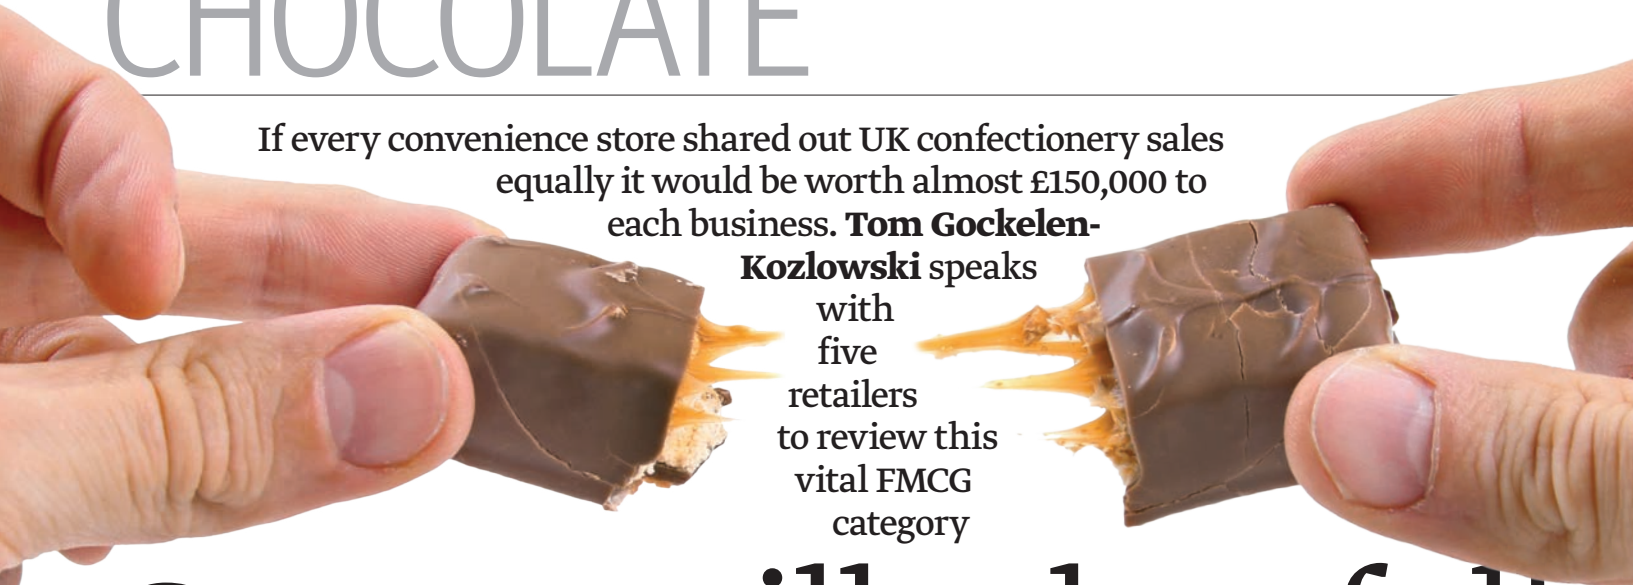 CHOCOLATE
If every convenience store shared out UK confectionery sales
equally it would be worth almost £150,000 to
each business. Tom Gockelen-
Kozlowski speaks
with
five
retailers
to review this
vital FMCG
category